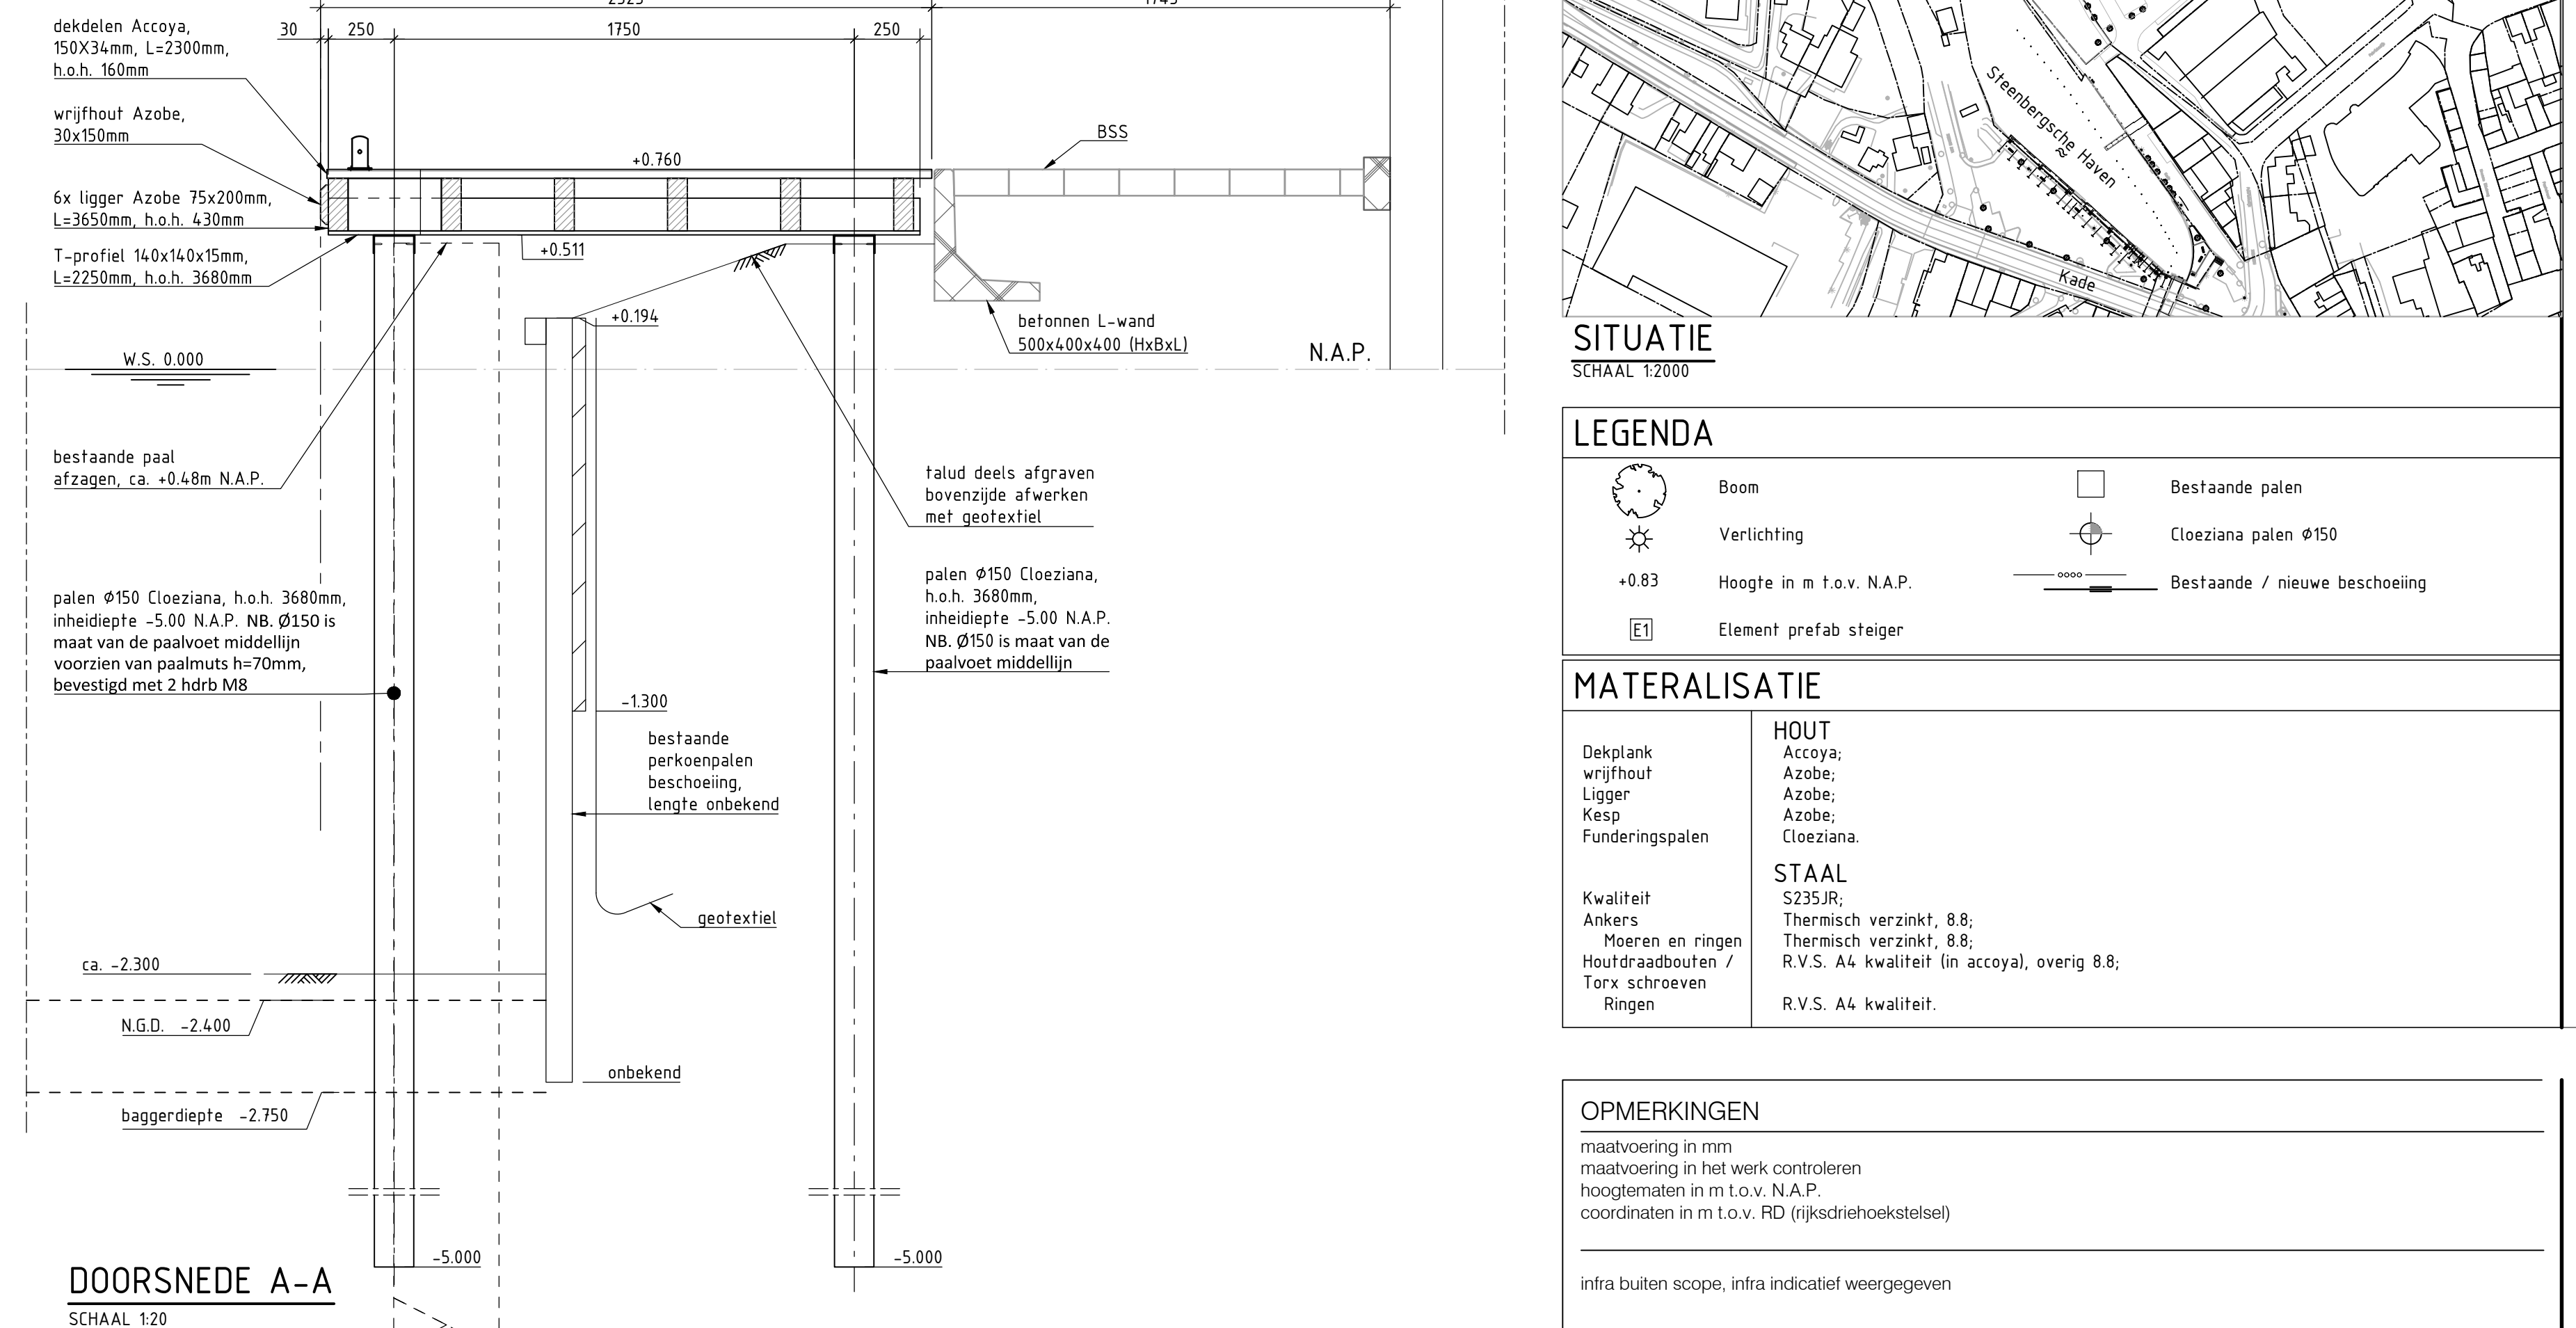 30
250
1750
250
dekdelen Accoya,
150X34mm, L=2300mm,
h.o.h. 160mm
wrijfhout Azobe,
30x150mm
6x ligger Azobe 75x200mm,
L=3650mm, h.o.h. 430mm
T-profiel 140x140x15mm,
L=2250mm, h.o.h. 3680mm
+0.760
+0.511
BSS
+0.194
betonnen L-wand
500x400x400 (HxBxL)
N.A.P.
W.S. 0.000
bestaande paal
afzagen, ca. +0.48m N.A.P.
talud deels afgraven
bovenzijde afwerken
met geotextiel
palen Ø150 Cloeziana, h.o.h. 3680mm,
inheidiepte -5.00 N.A.P. NB. Ø150 is
maat van de paalvoet middellijn
voorzien van paalmuts h=70mm,
bevestigd met 2 hdrb M8
palen Ø150 Cloeziana,
h.o.h. 3680mm,
inheidiepte -5.00 N.A.P.
NB. Ø150 is maat van de
paalvoet middellijn
-1.300
bestaande
perkoenpalen
beschoeiing,
lengte onbekend
geotextiel
ca. -2.300
N.G.D. -2.400
onbekend
baggerdiepte -2.750
-5.000
-5.000
DOORSNEDE A-A
SCHAAL 1:20
Steenbergsche Haven
Kade
SITUATIE
SCHAAL 1:2000
LEGENDA
Boom
Bestaande palen
Verlichting
Cloeziana palen Ø150
+0.83
Hoogte in m t.o.v. N.A.P.
Bestaande / nieuwe beschoeiing
E1
Element prefab steiger
MATERALISATIE
HOUT
Dekplank Accoya;
wrijfhout Azobe;
Ligger Azobe;
Kesp Azobe;
Funderingspalen Cloeziana.
STAAL
Kwaliteit S235JR;
Ankers Thermisch verzinkt, 8.8;
Moeren en ringen Thermisch verzinkt, 8.8;
Houtdraadbouten / R.V.S. A4 kwaliteit (in accoya), overig 8.8;
Torx schroeven
Ringen R.V.S. A4 kwaliteit.
OPMERKINGEN
maatvoering in mm
maatvoering in het werk controleren
hoogtematen in m t.o.v. N.A.P.
coordinaten in m t.o.v. RD (rijksdriehoekstelsel)
infra buiten scope, infra indicatief weergegeven